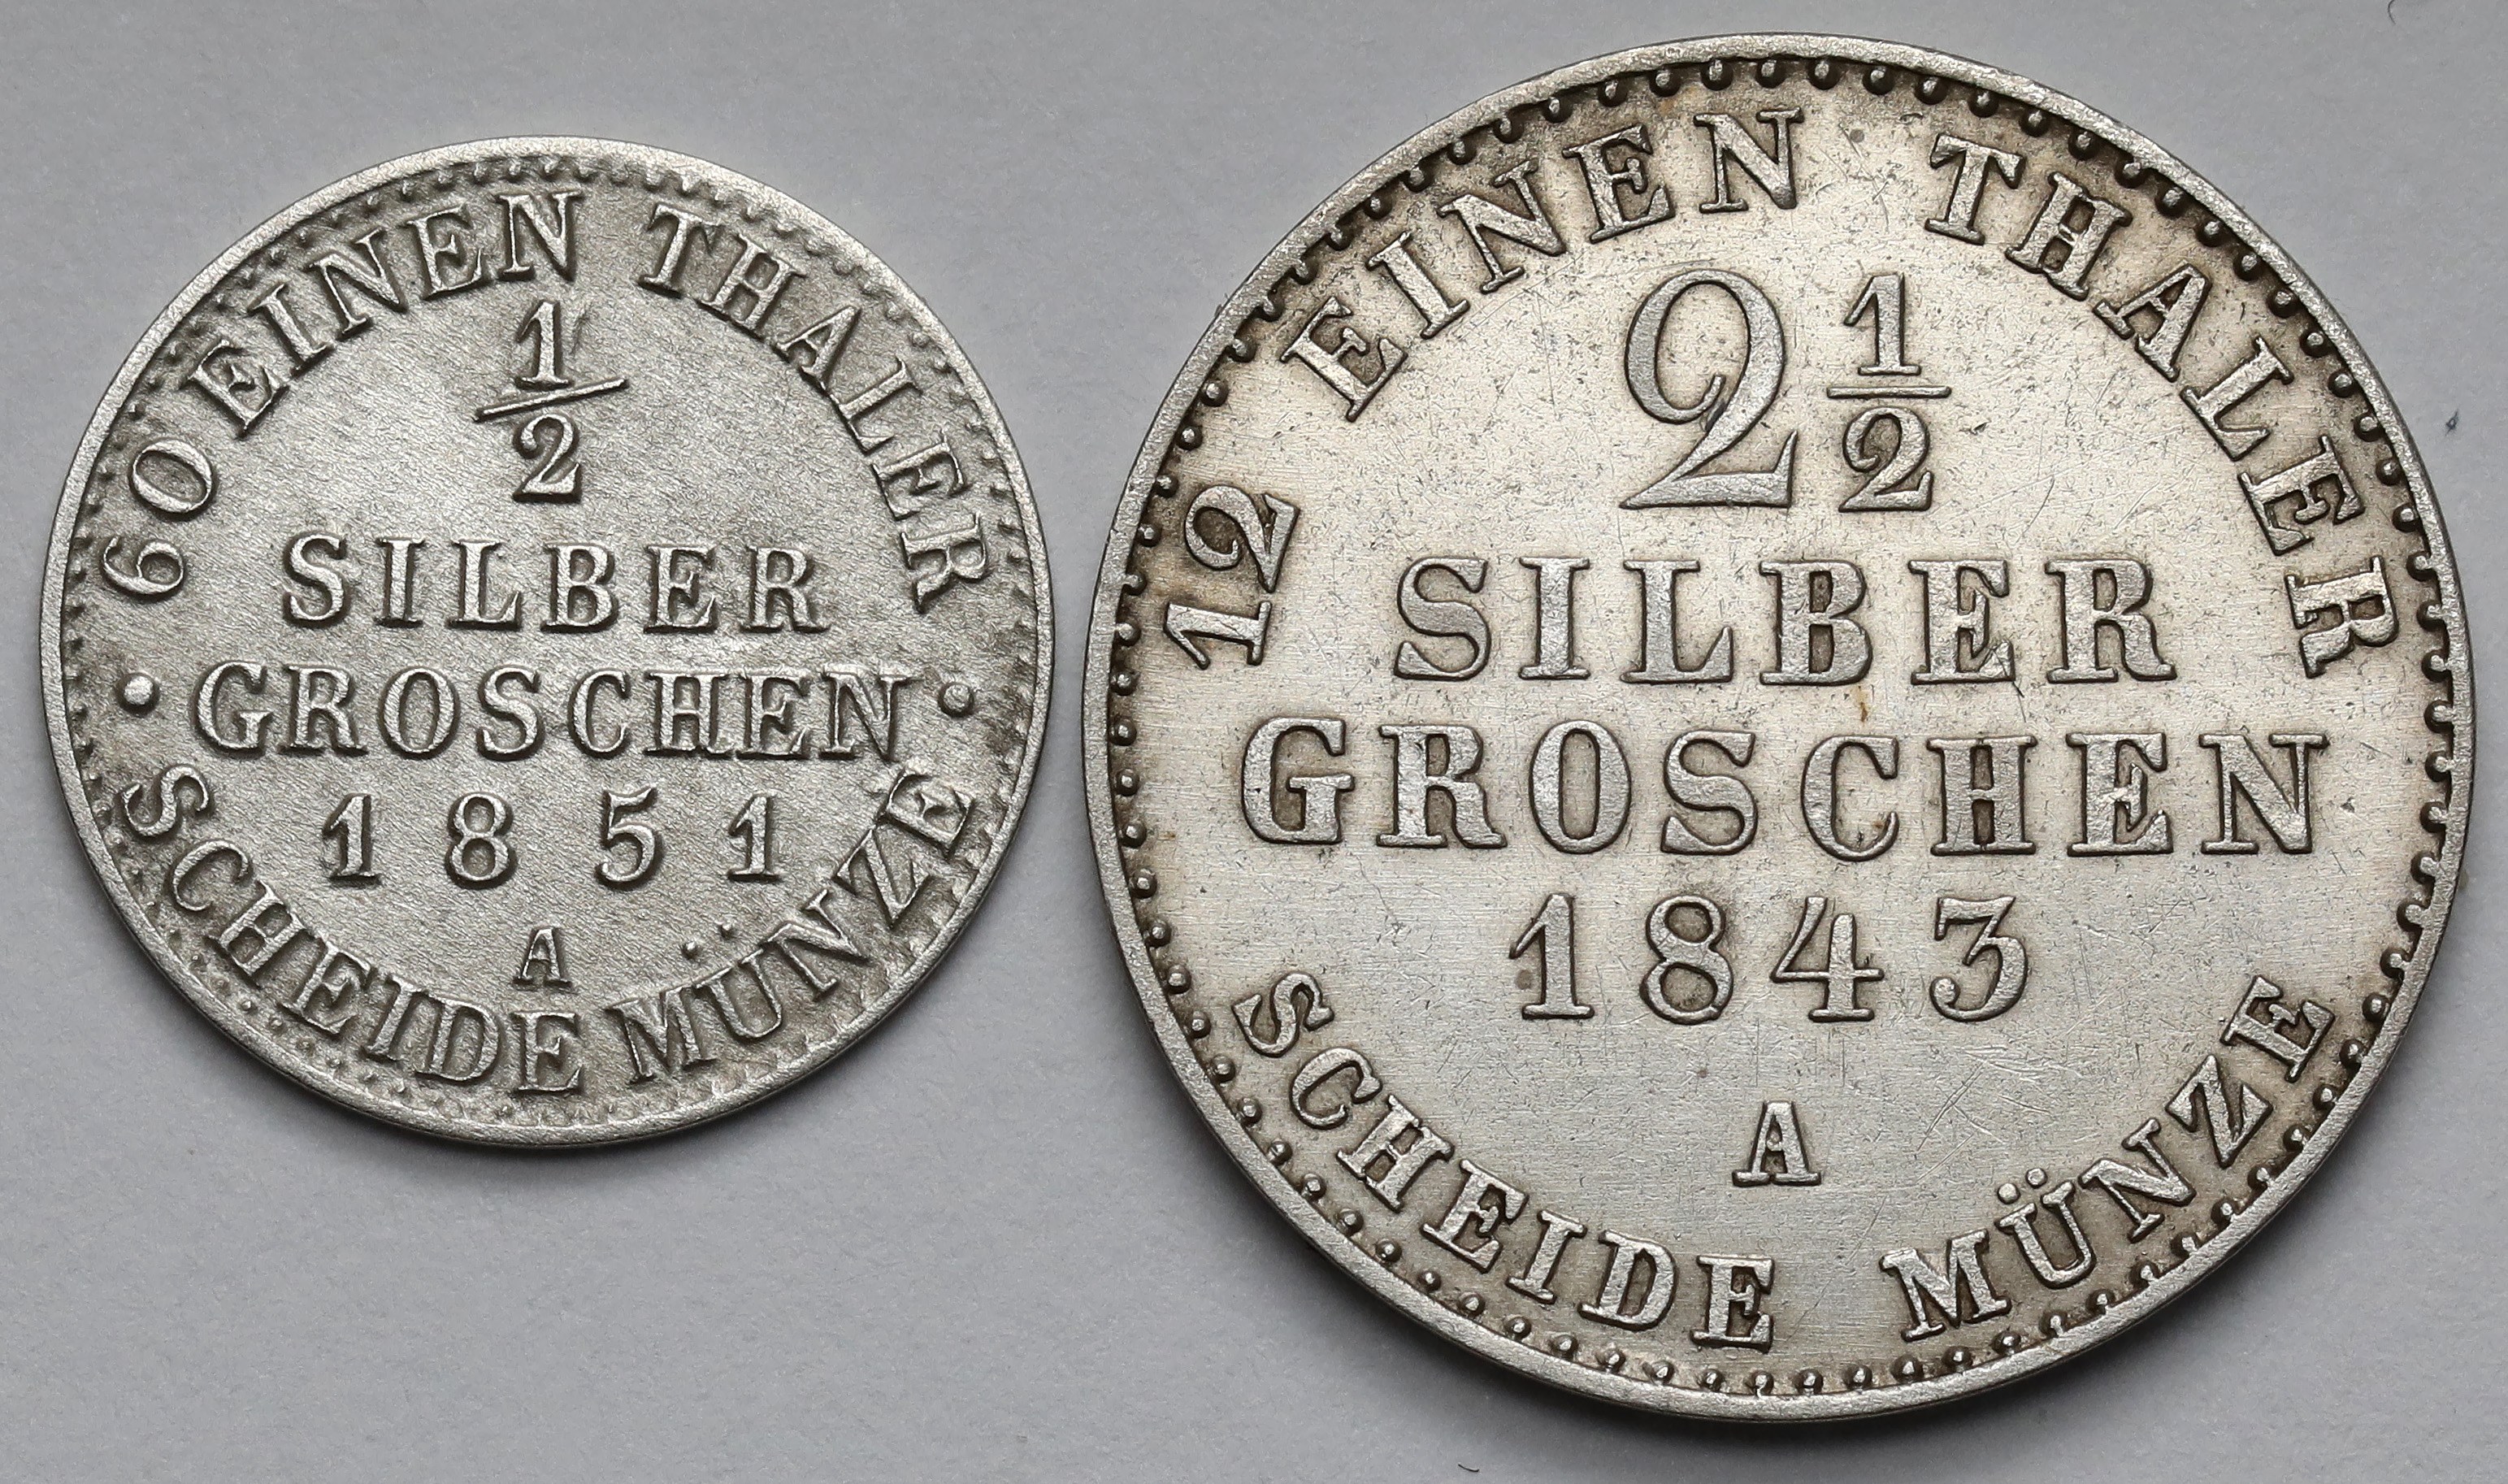 60 EINEN THALER
1/2
SILBER
· GROSCHEN ·
1851
A
SCHEIDE MÜNZE
12 EINEN THALER
2 1/2
SILBER
GROSCHEN
1843
A
SCHEIDE MÜNZE